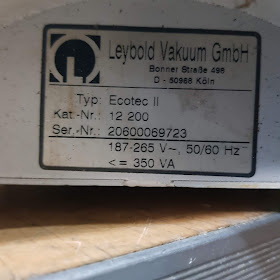 Leybold Vakuum GmbH
Bonner Straße 498
D - 50968 Köln
L
Typ: Ecotec II
Kat.-Nr.: 12 200
Ser.-Nr.: 20600069723
187-265 V~, 50/60 Hz
<= 350 VA